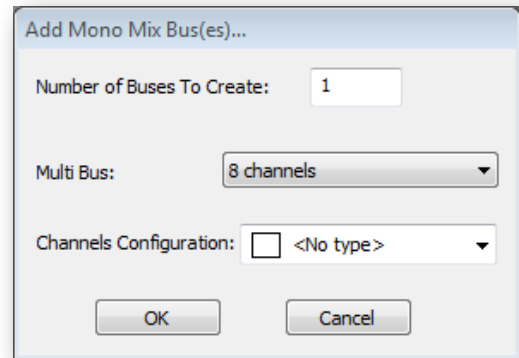 Add Mono Mix Bus(es)...
Number of Buses To Create: 1
Multi Bus: 8 channels
Channels Configuration: <No type>
OK Cancel